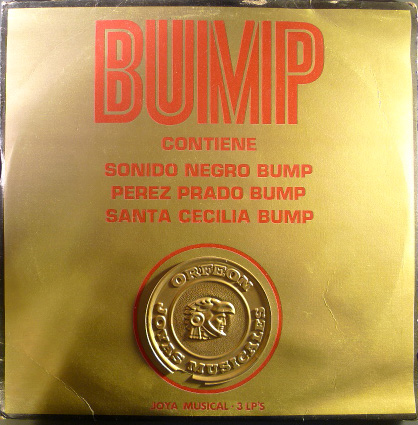 BUMP
CONTIENE
SONIDO NEGRO BUMP
PEREZ PRADO BUMP
SANTA CECILIA BUMP
ORFEON
JOYAS MUSICALES
JOYA MUSICAL · 3 LP'S